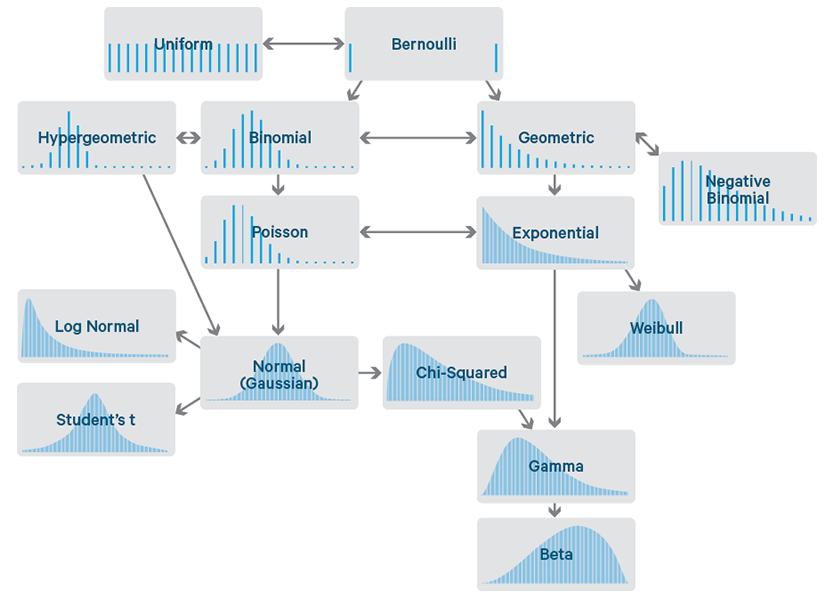 Uniform
Bernoulli
Hypergeometric
Binomial
Geometric
Negative
Binomial
Poisson
Exponential
Log Normal
Weibull
Normal
(Gaussian)
Chi-Squared
Student's t
Gamma
Beta